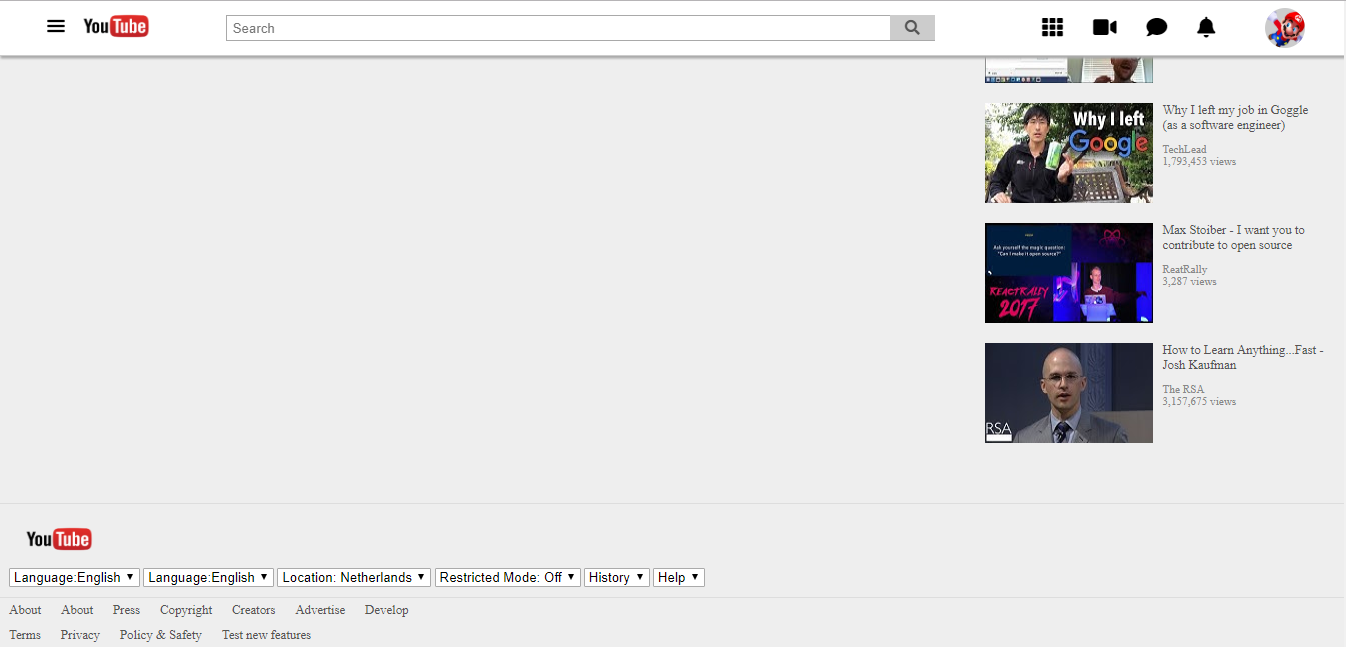 YouTube
Search
Why I left
Google
Why I left my job in Goggle
(as a software engineer)
TechLead
1,793,453 views
Ask yourself the magic question:
"Can I make it open source?"
REACTRALLY
2017
Max Stoiber - I want you to
contribute to open source
ReatRally
3,287 views
RSA
How to Learn Anything...Fast -
Josh Kaufman
The RSA
3,157,675 views
YouTube
Language:English Language:English Location: Netherlands Restricted Mode: Off History Help
About About Press Copyright Creators Advertise Develop
Terms Privacy Policy & Safety Test new features